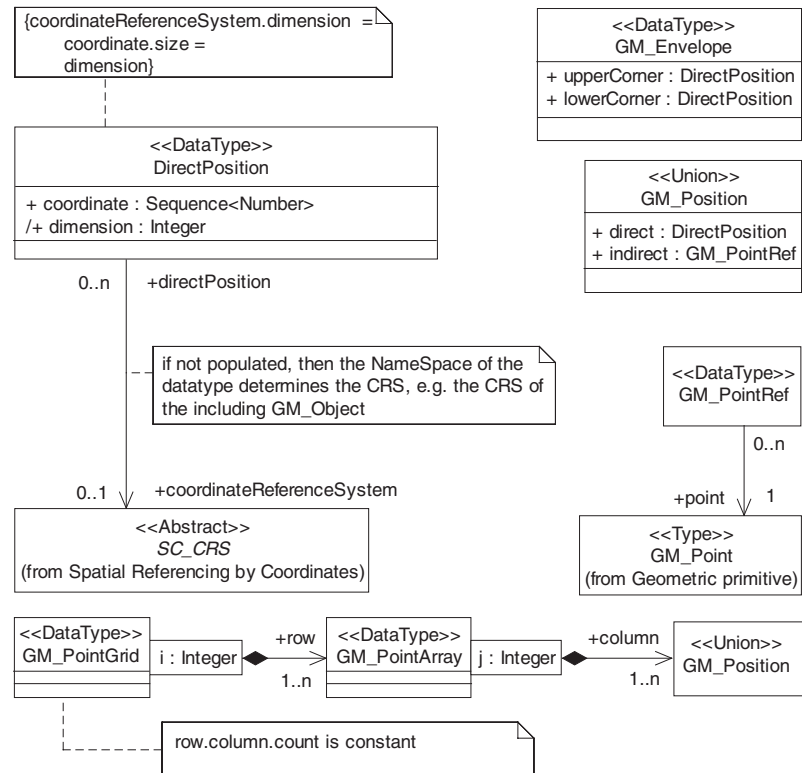 {coordinateReferenceSystem.dimension =
coordinate.size =
dimension}
<<DataType>>
GM_Envelope
+ upperCorner : DirectPosition
+ lowerCorner : DirectPosition
<<DataType>>
DirectPosition
+ coordinate : Sequence<Number>
/+ dimension : Integer
<<Union>>
GM_Position
+ direct : DirectPosition
+ indirect : GM_PointRef
0..n
+directPosition
if not populated, then the NameSpace of the
datatype determines the CRS, e.g. the CRS of
the including GM_Object
<<DataType>>
GM_PointRef
0..n
+point
1
0..1
+coordinateReferenceSystem
<<Abstract>>
SC_CRS
(from Spatial Referencing by Coordinates)
<<Type>>
GM_Point
(from Geometric primitive)
<<DataType>>
GM_PointGrid
i : Integer
+row
1..n
<<DataType>>
GM_PointArray
j : Integer
+column
1..n
<<Union>>
GM_Position
row.column.count is constant